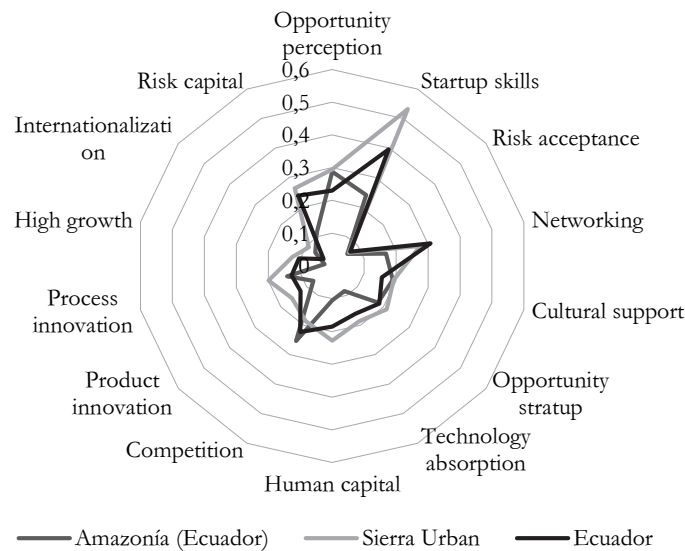 Opportunity
perception
0,6
Risk capital
Startup skills
0,5
Internationalizati
on
0,4
Risk acceptance
0,3
High growth
0,2
Networking
0,1
0
Process
innovation
Cultural support
Product
innovation
Opportunity
stratup
Competition
Technology
absorption
Human capital
Amazonía (Ecuador)
Sierra Urban
Ecuador